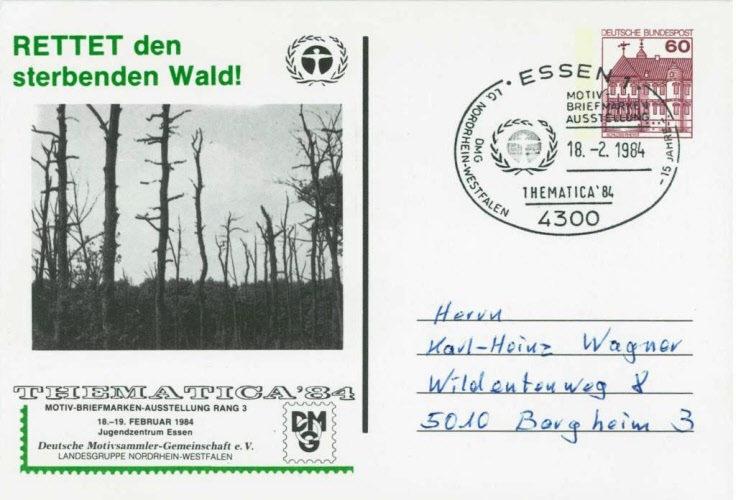 RETTET den
sterbenden Wald!
THEMATICA'84
MOTIV-BRIEFMARKEN-AUSSTELLUNG RANG 3
18.–19. FEBRUAR 1984
Jugendzentrum Essen
Deutsche Motivsammler-Gemeinschaft e. V.
LANDESGRUPPE NORDRHEIN-WESTFALEN
DMG
DEUTSCHE BUNDESPOST
60
ESSEN 1
MOTIV
BRIEFMARKEN
AUSSTELLUNG
DMG
LG. NORDRHEIN-WESTFALEN
– 15 JAHRE –
18.-2.1984
THEMATICA'84
4300
Herrn
Karl-Heinz Wagner
Wildentenweg 8
5010 Bergheim 3